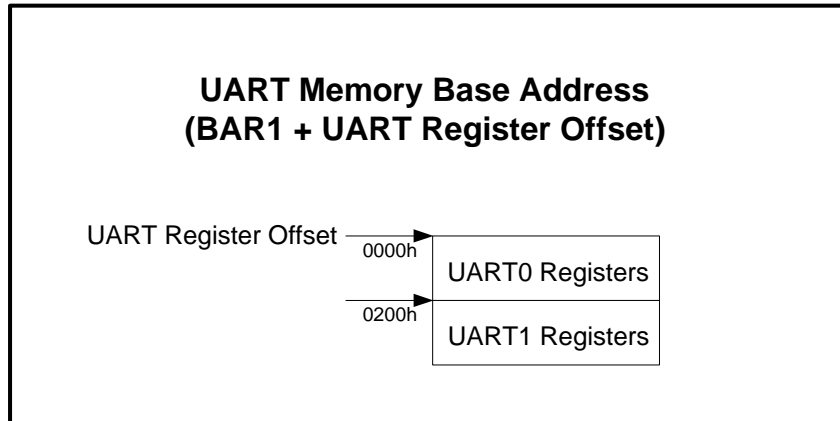 UART Memory Base Address
(BAR1 + UART Register Offset)
UART Register Offset
0000h
UART0 Registers
0200h
UART1 Registers